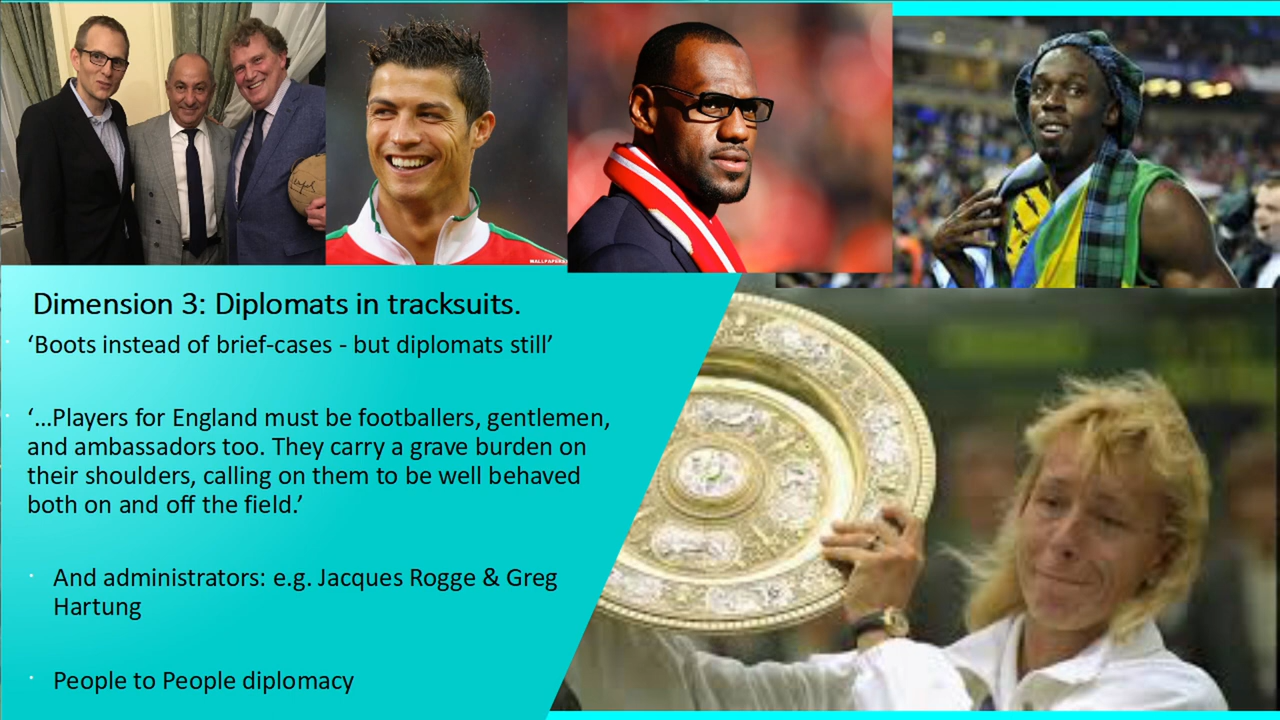 WALLPAPERS
Dimension 3: Diplomats in tracksuits.
‘Boots instead of brief-cases - but diplomats still’
‘...Players for England must be footballers, gentlemen,
and ambassadors too. They carry a grave burden on
their shoulders, calling on them to be well behaved
both on and off the field.’
And administrators: e.g. Jacques Rogge & Greg
Hartung
People to People diplomacy